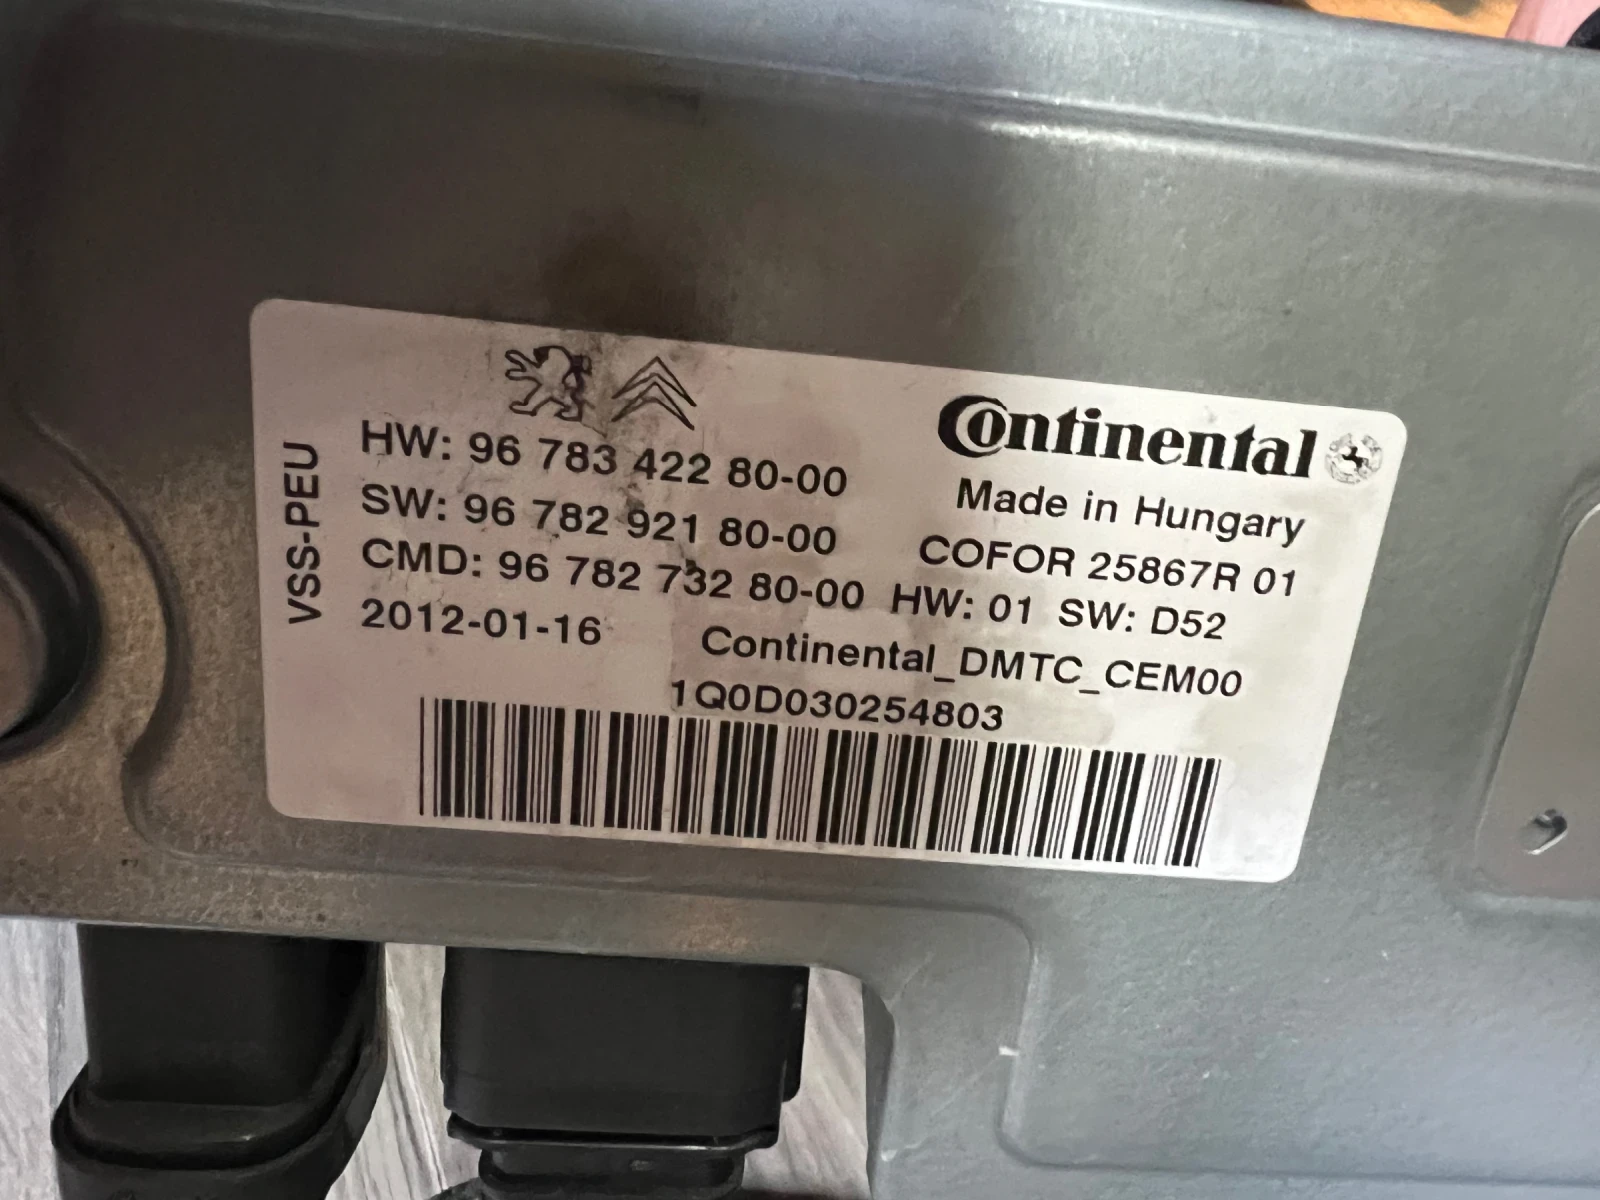 VSS-PEU
HW: 96 783 422 80-00
SW: 96 782 921 80-00
CMD: 96 782 732 80-00
2012-01-16
Continental
Made in Hungary
COFOR 25867R 01
HW: 01 SW: D52
Continental_DMTC_CEM00
1Q0D030254803